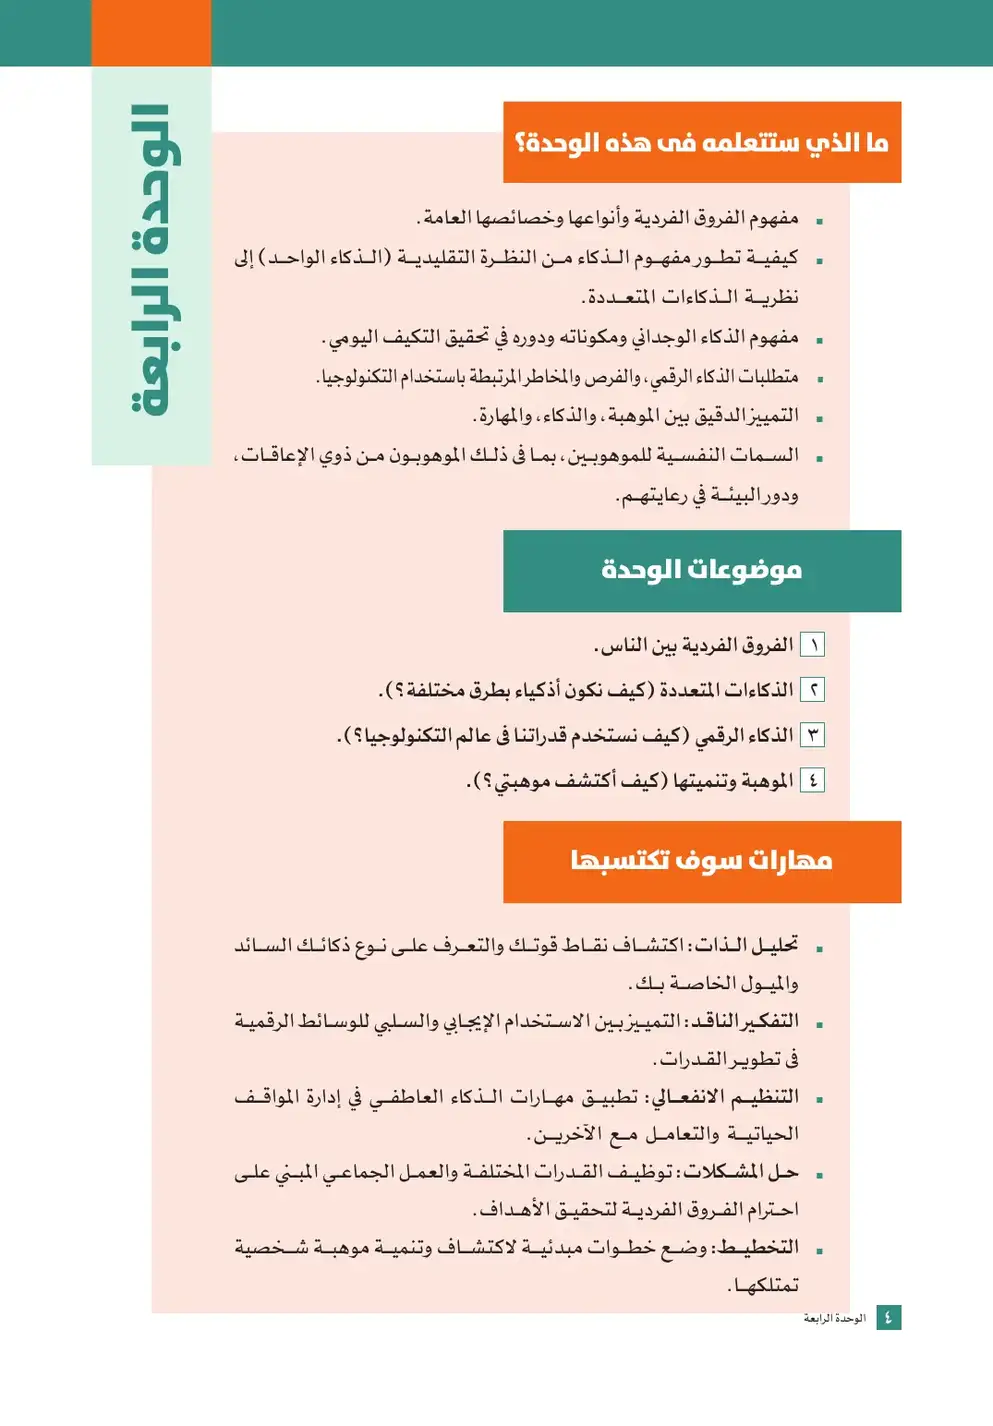 الوحدة الرابعة
ما الذي ستتعلمه فى هذه الوحدة؟
▪ مفهوم الفروق الفردية وأنواعها وخصائصها العامة.
▪ كيفية تطور مفهوم الذكاء من النظرة التقليدية (الذكاء الواحد) إلى
نظرية الذكاءات المتعددة.
▪ مفهوم الذكاء الوجداني ومكوناته ودوره في تحقيق التكيف اليومي.
▪ متطلبات الذكاء الرقمي، والفرص والمخاطر المرتبطة باستخدام التكنولوجيا.
▪ التمييز الدقيق بين الموهبة، والذكاء، والمهارة.
▪ السمات النفسية للموهوبين، بما فى ذلك الموهوبون من ذوي الإعاقات،
ودور البيئة في رعايتهم.
موضوعات الوحدة
١ الفروق الفردية بين الناس.
٢ الذكاءات المتعددة (كيف نكون أذكياء بطرق مختلفة؟).
٣ الذكاء الرقمي (كيف نستخدم قدراتنا فى عالم التكنولوجيا؟).
٤ الموهبة وتنميتها (كيف أكتشف موهبتي؟).
مهارات سوف تكتسبها
▪ تحليل الذات: اكتشاف نقاط قوتك والتعرف على نوع ذكائك السائد
والميول الخاصة بك.
▪ التفكير الناقد: التمييز بين الاستخدام الإيجابي والسلبي للوسائط الرقمية
فى تطوير القدرات.
▪ التنظيم الانفعالي: تطبيق مهارات الذكاء العاطفي في إدارة المواقف
الحياتية والتعامل مع الآخرين.
▪ حل المشكلات: توظيف القدرات المختلفة والعمل الجماعي المبني على
احترام الفروق الفردية لتحقيق الأهداف.
▪ التخطيط: وضع خطوات مبدئية لاكتشاف وتنمية موهبة شخصية
تمتلكها.
٤ الوحدة الرابعة